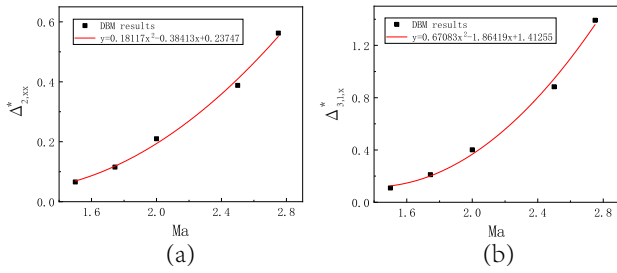 DBM results
y=0.18117x²-0.38413x+0.23747
Δ*2,xx
0.6
0.4
0.2
0.0
1.6 2.0 2.4 2.8
Ma
(a)
DBM results
y=0.67083x²-1.86419x+1.41255
Δ*3,1,x
1.2
0.8
0.4
0.0
1.6 2.0 2.4 2.8
Ma
(b)